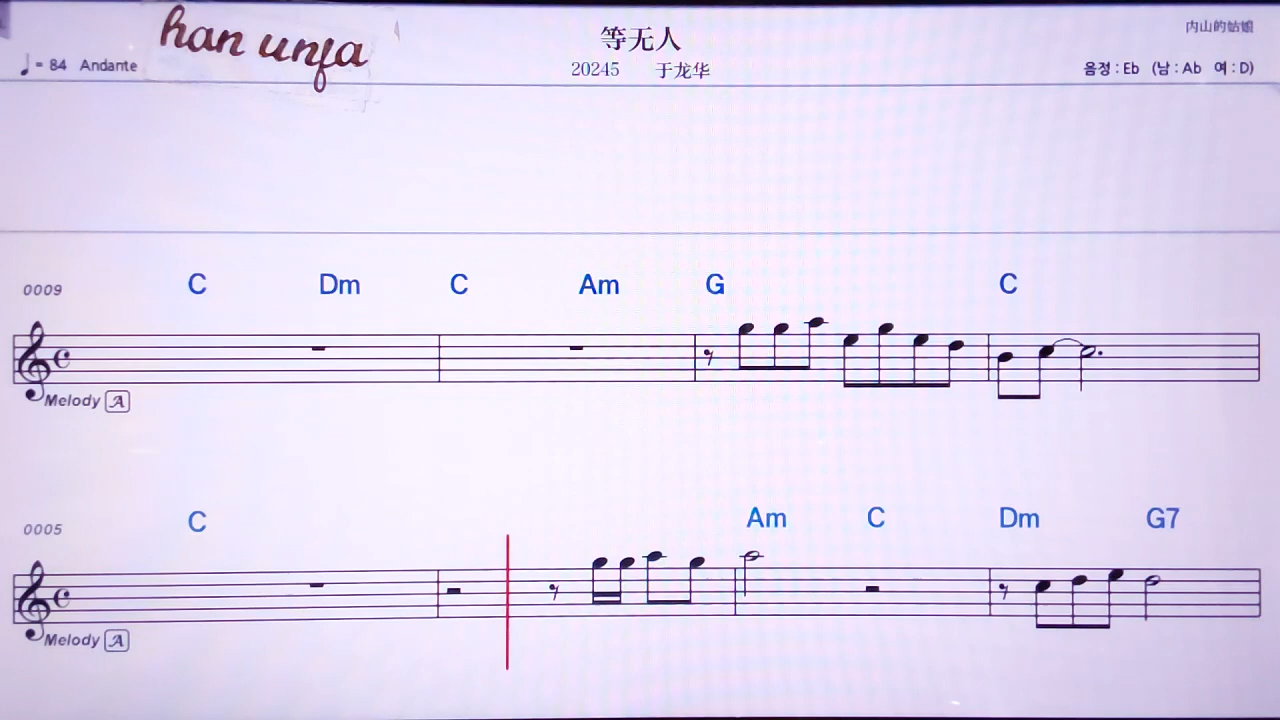 han unfa
等无人
内山的姑娘
♩= 84 Andante
20245 于龙华
음정 : Eb (남 : Ab 여 : D)
0009 C Dm C Am G C
Melody A
0005 C Am C Dm G7
Melody A